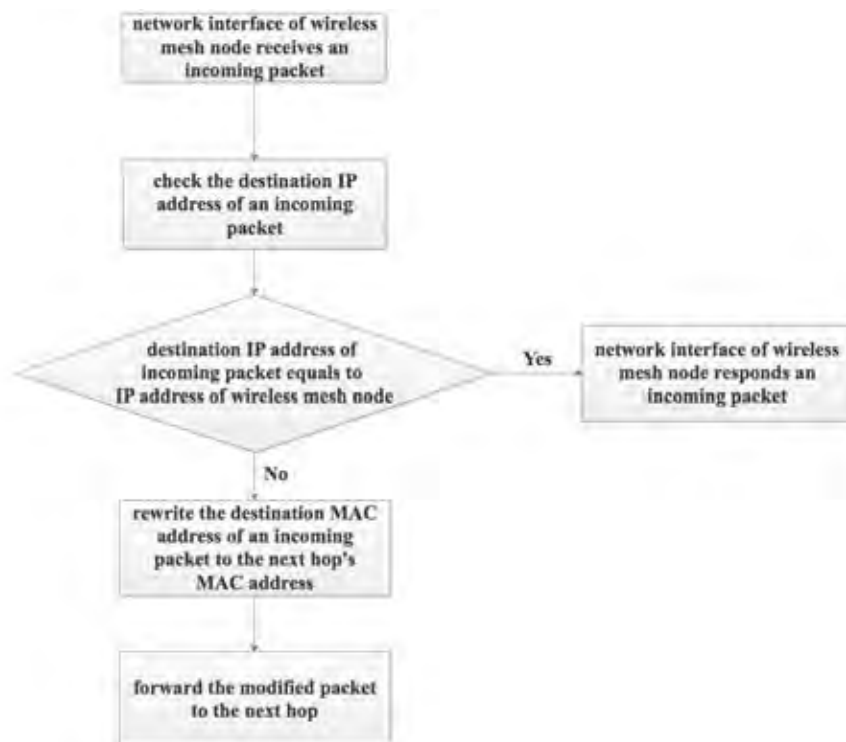 network interface of wireless
mesh node receives an
incoming packet
check the destination IP
address of an incoming
packet
destination IP address of
incoming packet equals to
IP address of wireless mesh node
Yes
network interface of wireless
mesh node responds an
incoming packet
No
rewrite the destination MAC
address of an incoming
packet to the next hop's
MAC address
forward the modified packet
to the next hop